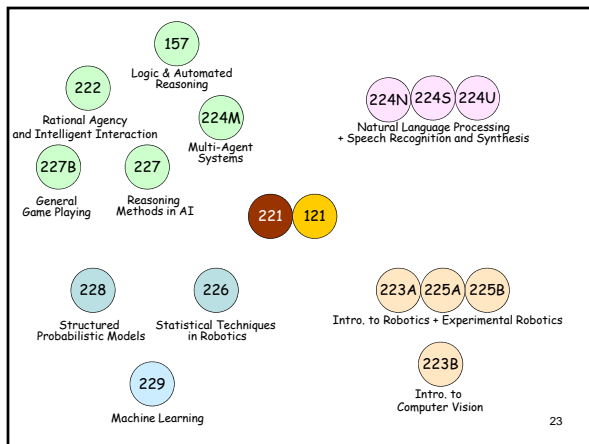 157
Logic & Automated
Reasoning
222
Rational Agency
and Intelligent Interaction
224M
Multi-Agent
Systems
227B
General
Game Playing
227
Reasoning
Methods in AI
224N 224S 224U
Natural Language Processing
+ Speech Recognition and Synthesis
221 121
228
Structured
Probabilistic Models
226
Statistical Techniques
in Robotics
229
Machine Learning
223A 225A 225B
Intro. to Robotics + Experimental Robotics
223B
Intro. to
Computer Vision
23